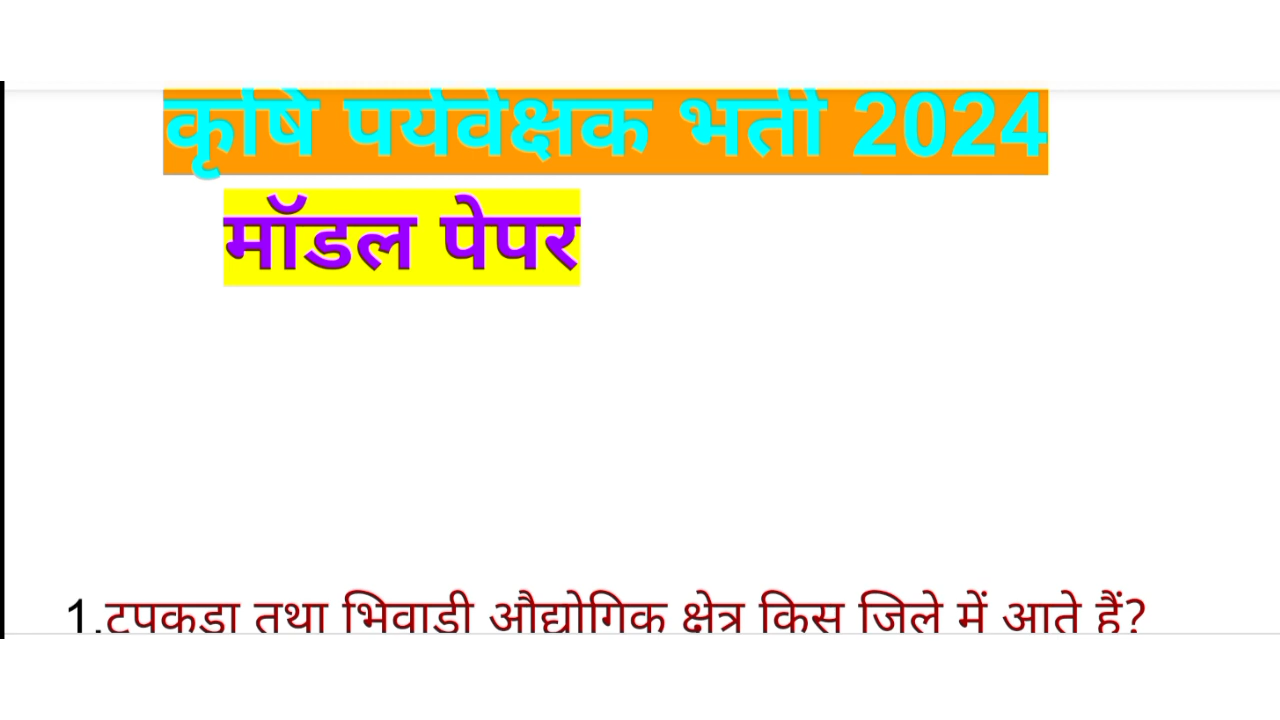 कृषि पर्यवेक्षक भर्ती 2024
मॉडल पेपर
1.टपकडा तथा भिवाडी औद्योगिक क्षेत्र किस जिले में आते हैं?